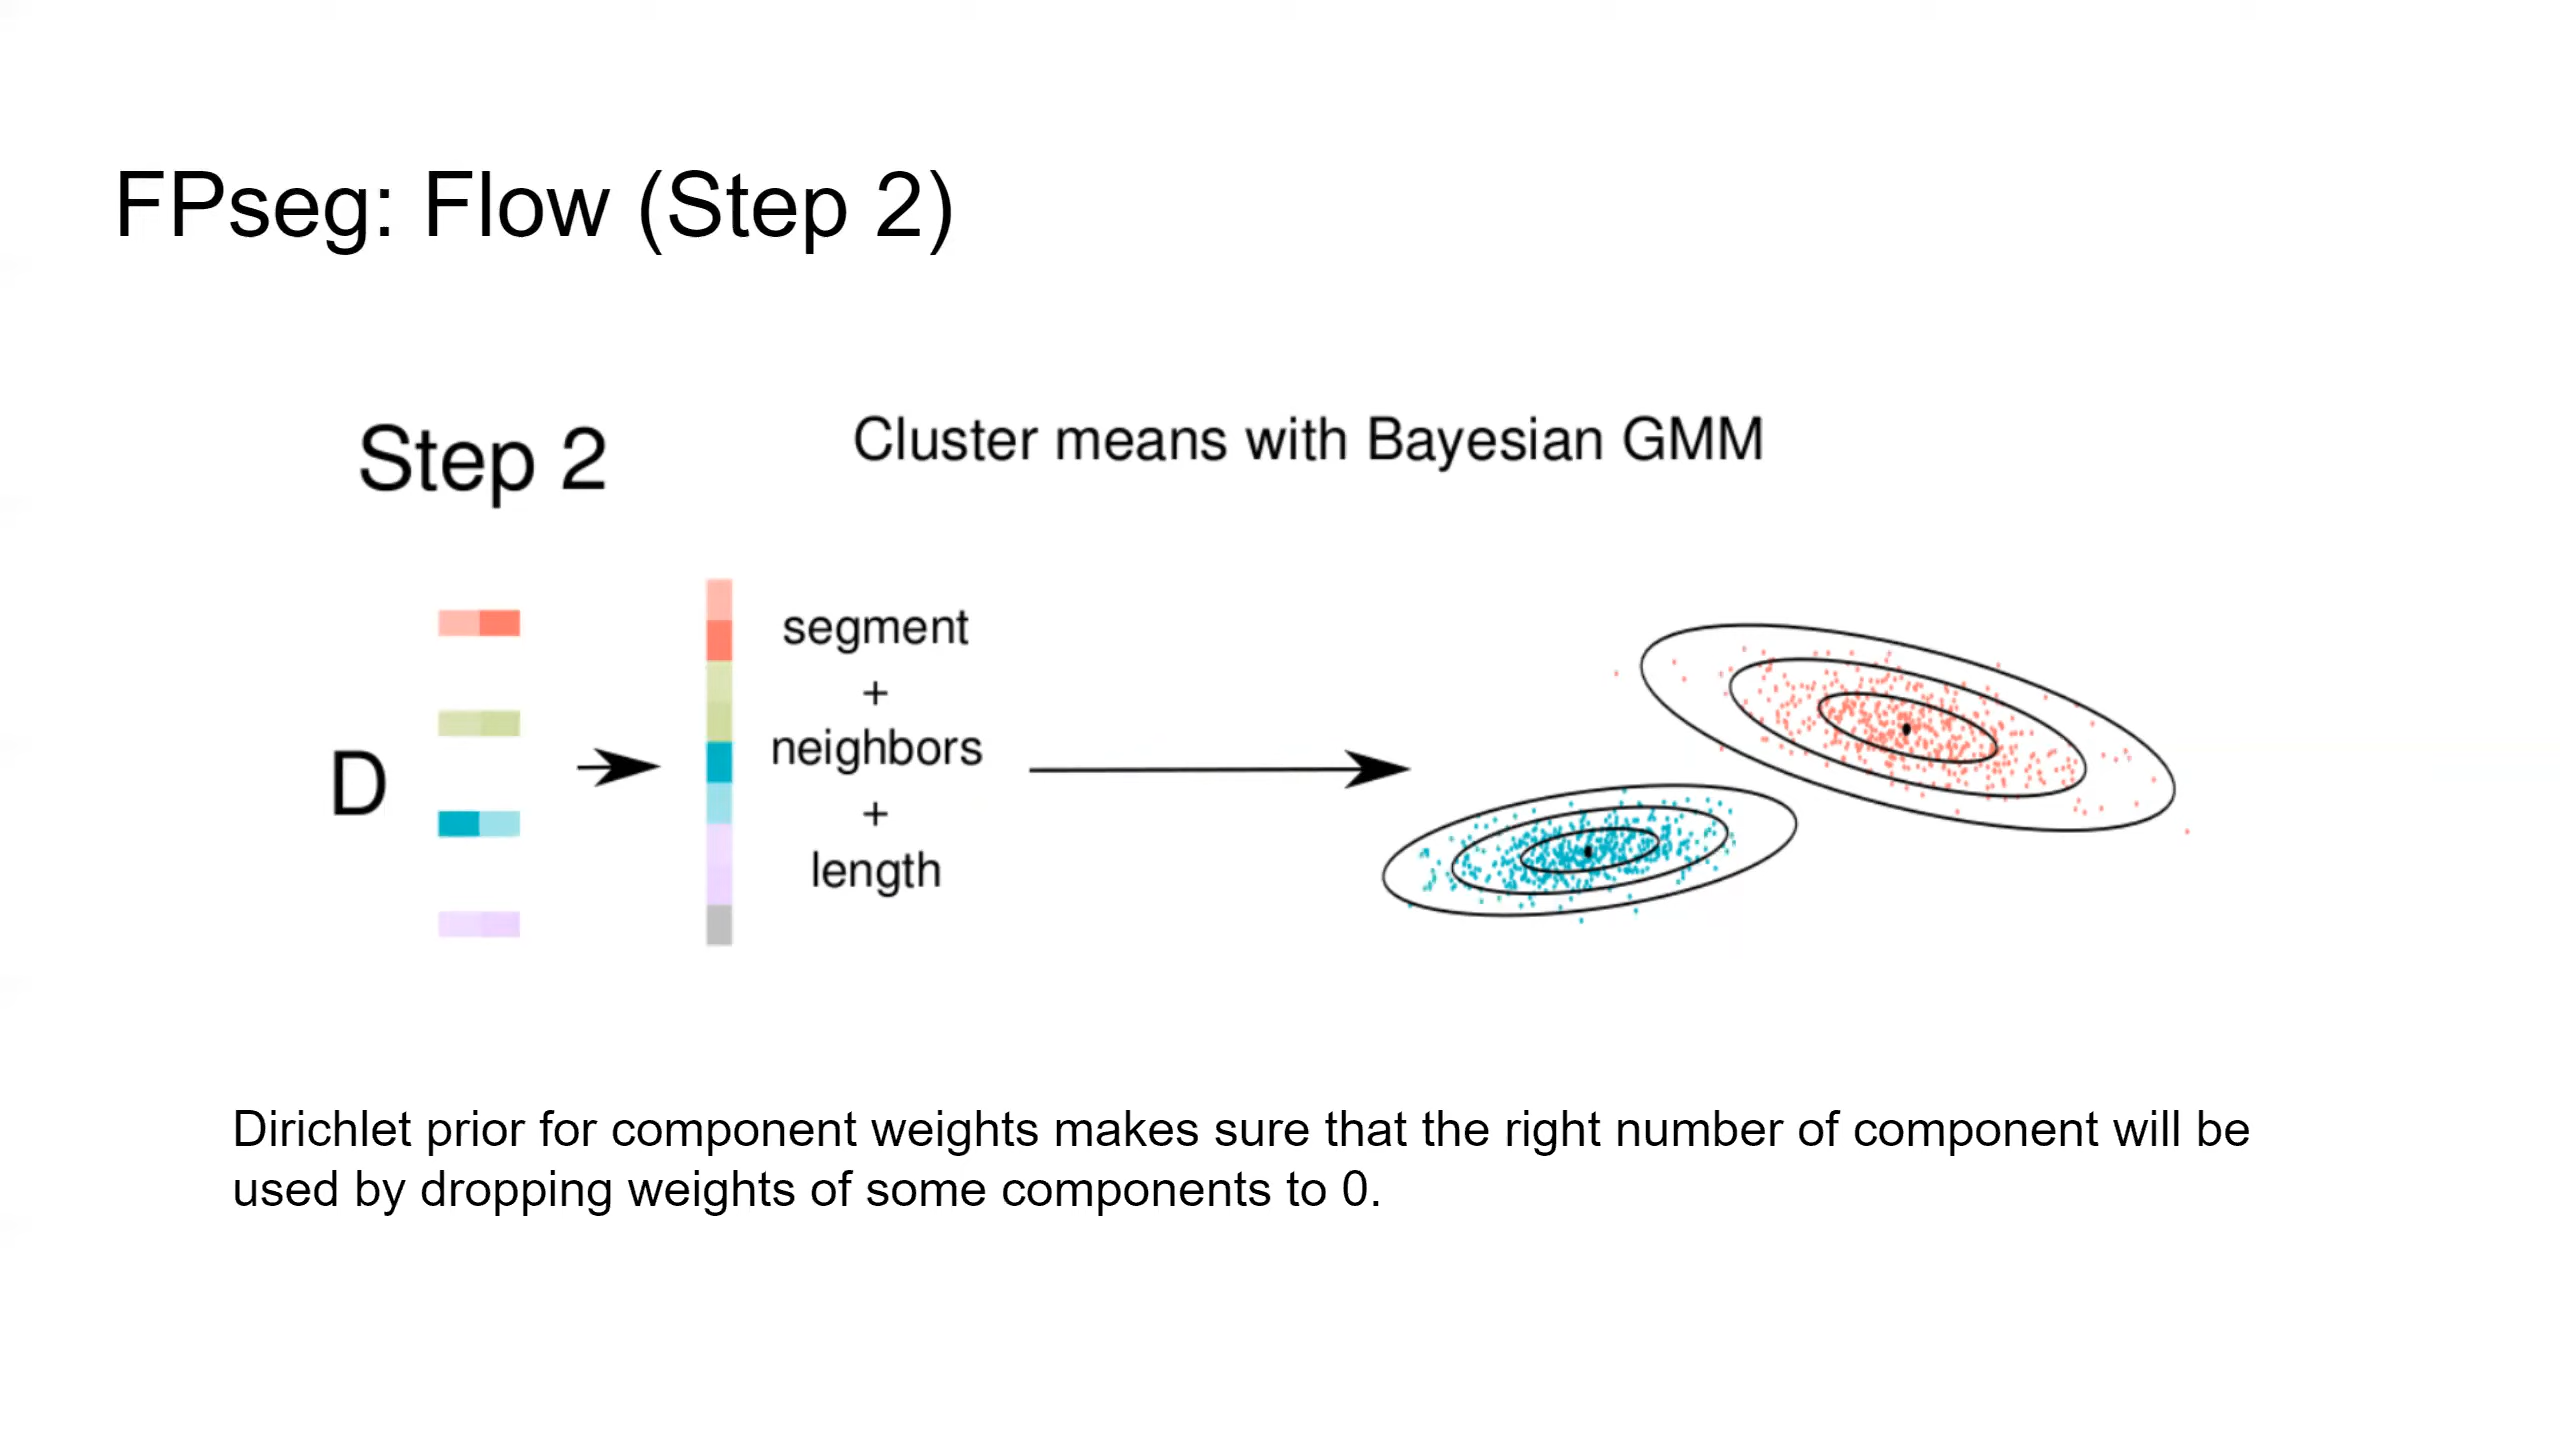 FPseg: Flow (Step 2)
Step 2
Cluster means with Bayesian GMM
D
segment
+
neighbors
+
length
Dirichlet prior for component weights makes sure that the right number of component will be
used by dropping weights of some components to 0.